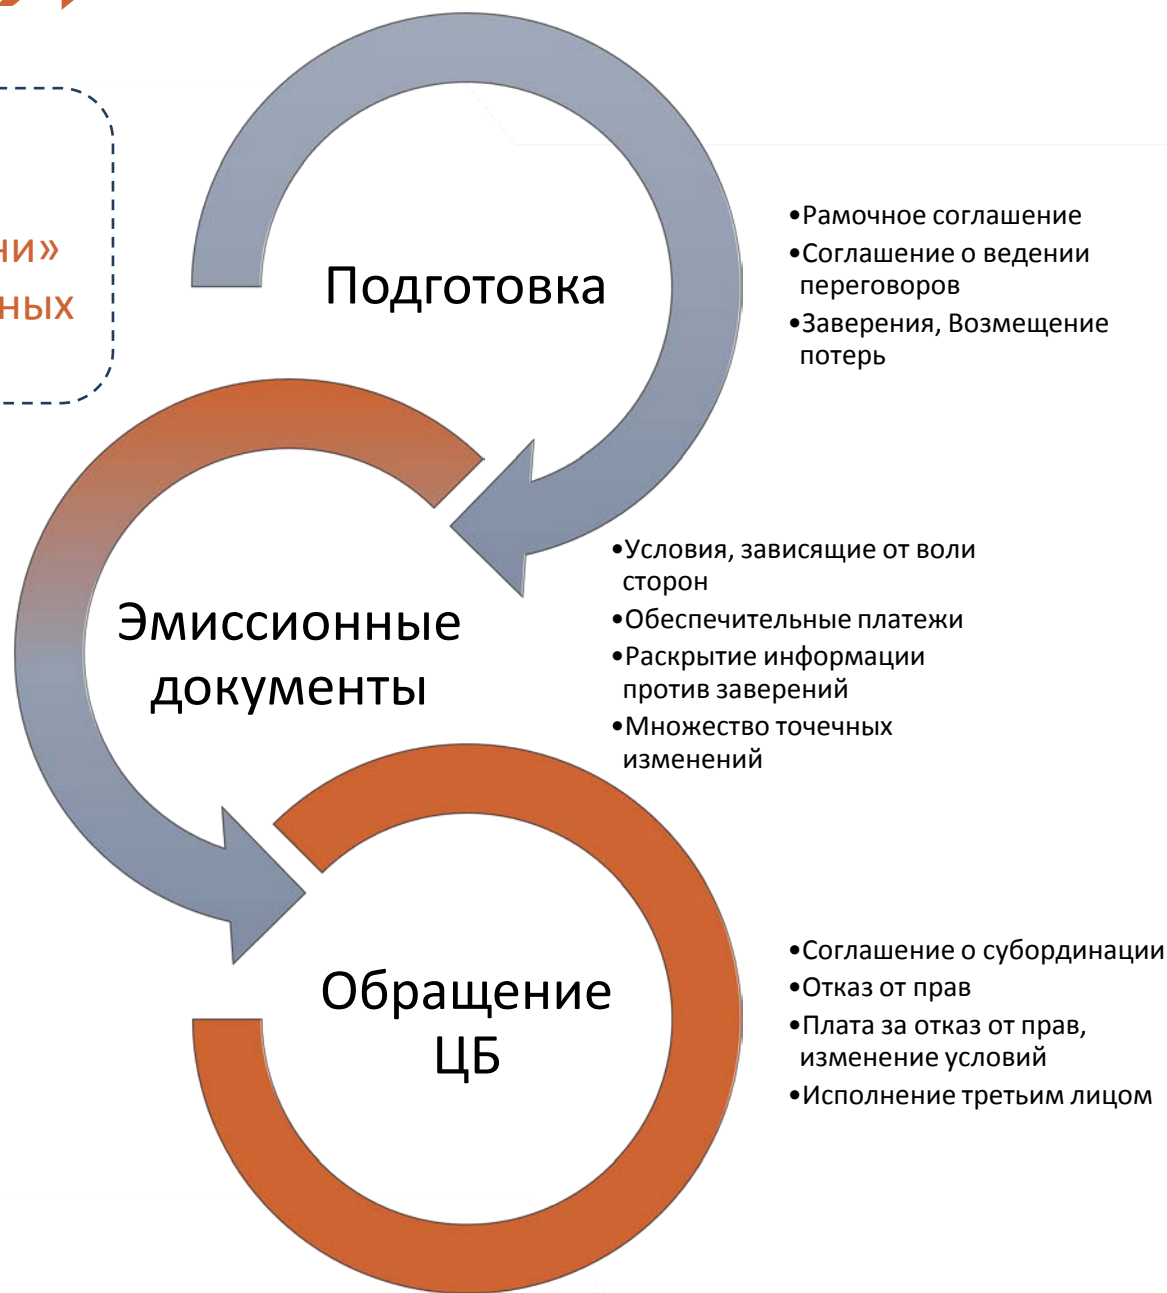 Подготовка
•Рамочное соглашение
•Соглашение о ведении
переговоров
•Заверения, Возмещение
потерь
Эмиссионные
документы
•Условия, зависящие от воли
сторон
•Обеспечительные платежи
•Раскрытие информации
против заверений
•Множество точечных
изменений
Обращение
ЦБ
•Соглашение о субординации
•Отказ от прав
•Плата за отказ от прав,
изменение условий
•Исполнение третьим лицом